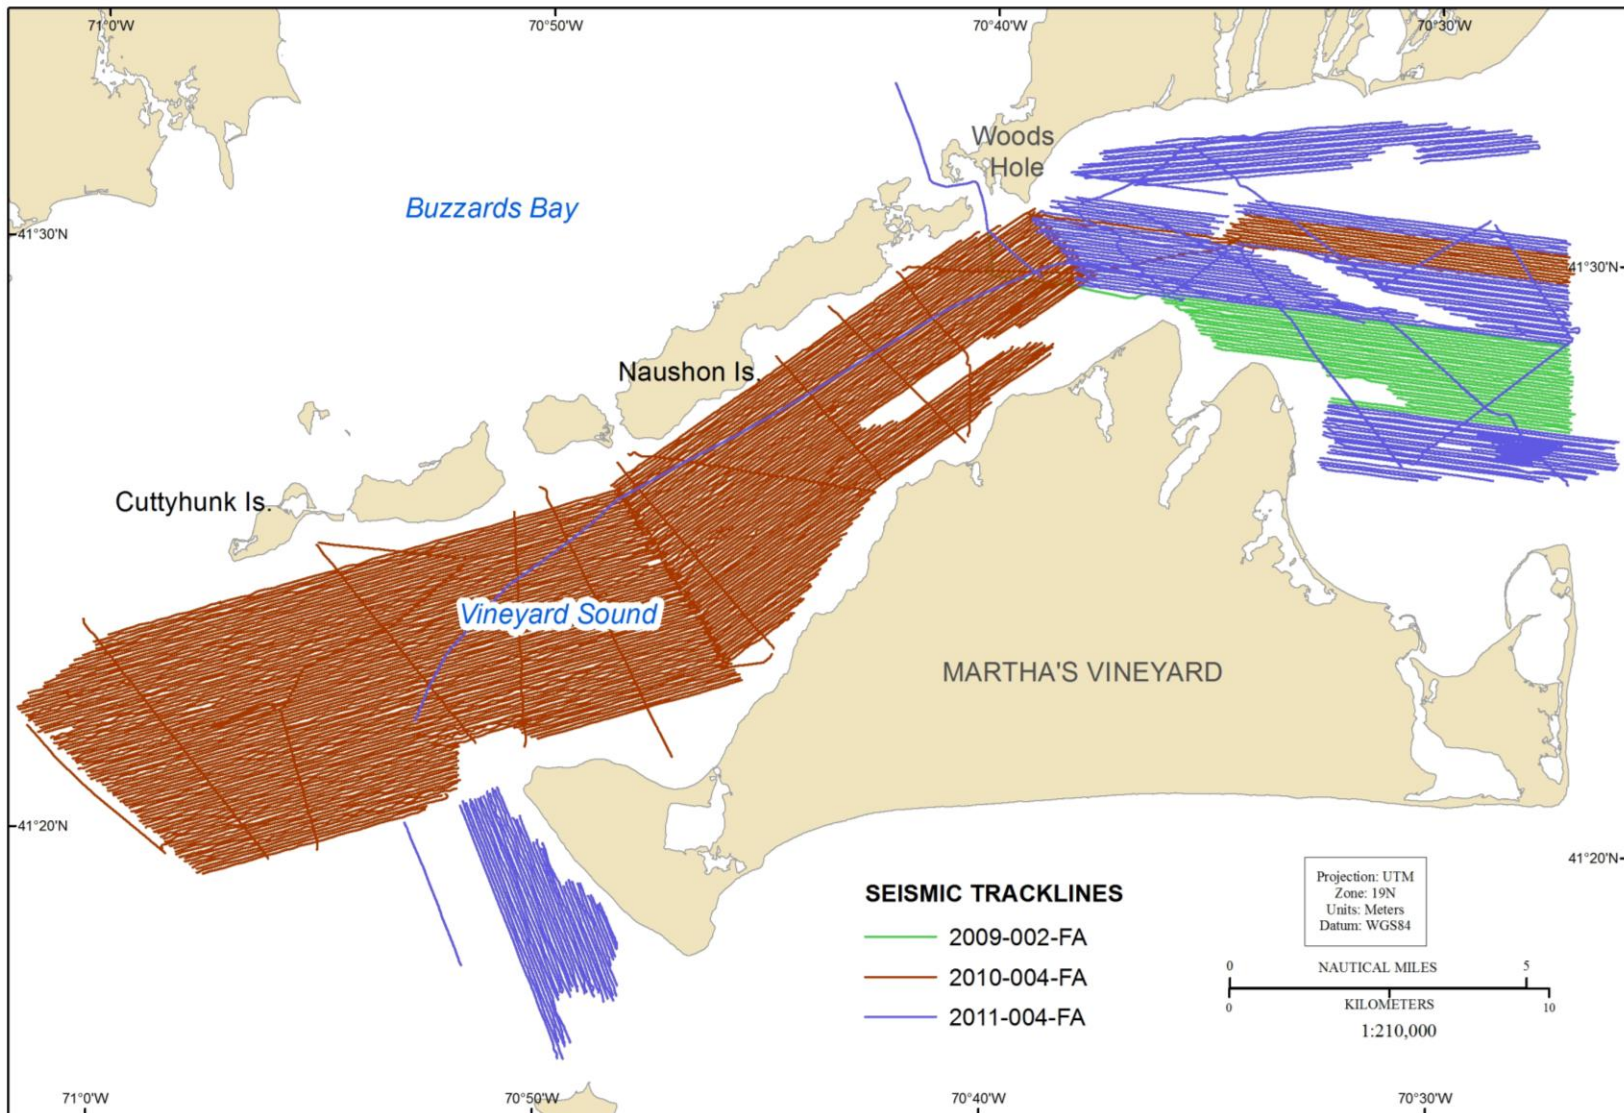 71°0'W
70°50'W
70°40'W
70°30'W
Woods
Hole
Buzzards Bay
41°30'N
41°30'N
Naushon Is.
Cuttyhunk Is.
Vineyard Sound
MARTHA'S VINEYARD
41°20'N
41°20'N
SEISMIC TRACKLINES
2009-002-FA
2010-004-FA
2011-004-FA
Projection: UTM
Zone: 19N
Units: Meters
Datum: WGS84
0 NAUTICAL MILES 5
0 KILOMETERS 10
1:210,000
71°0'W
70°50'W
70°40'W
70°30'W